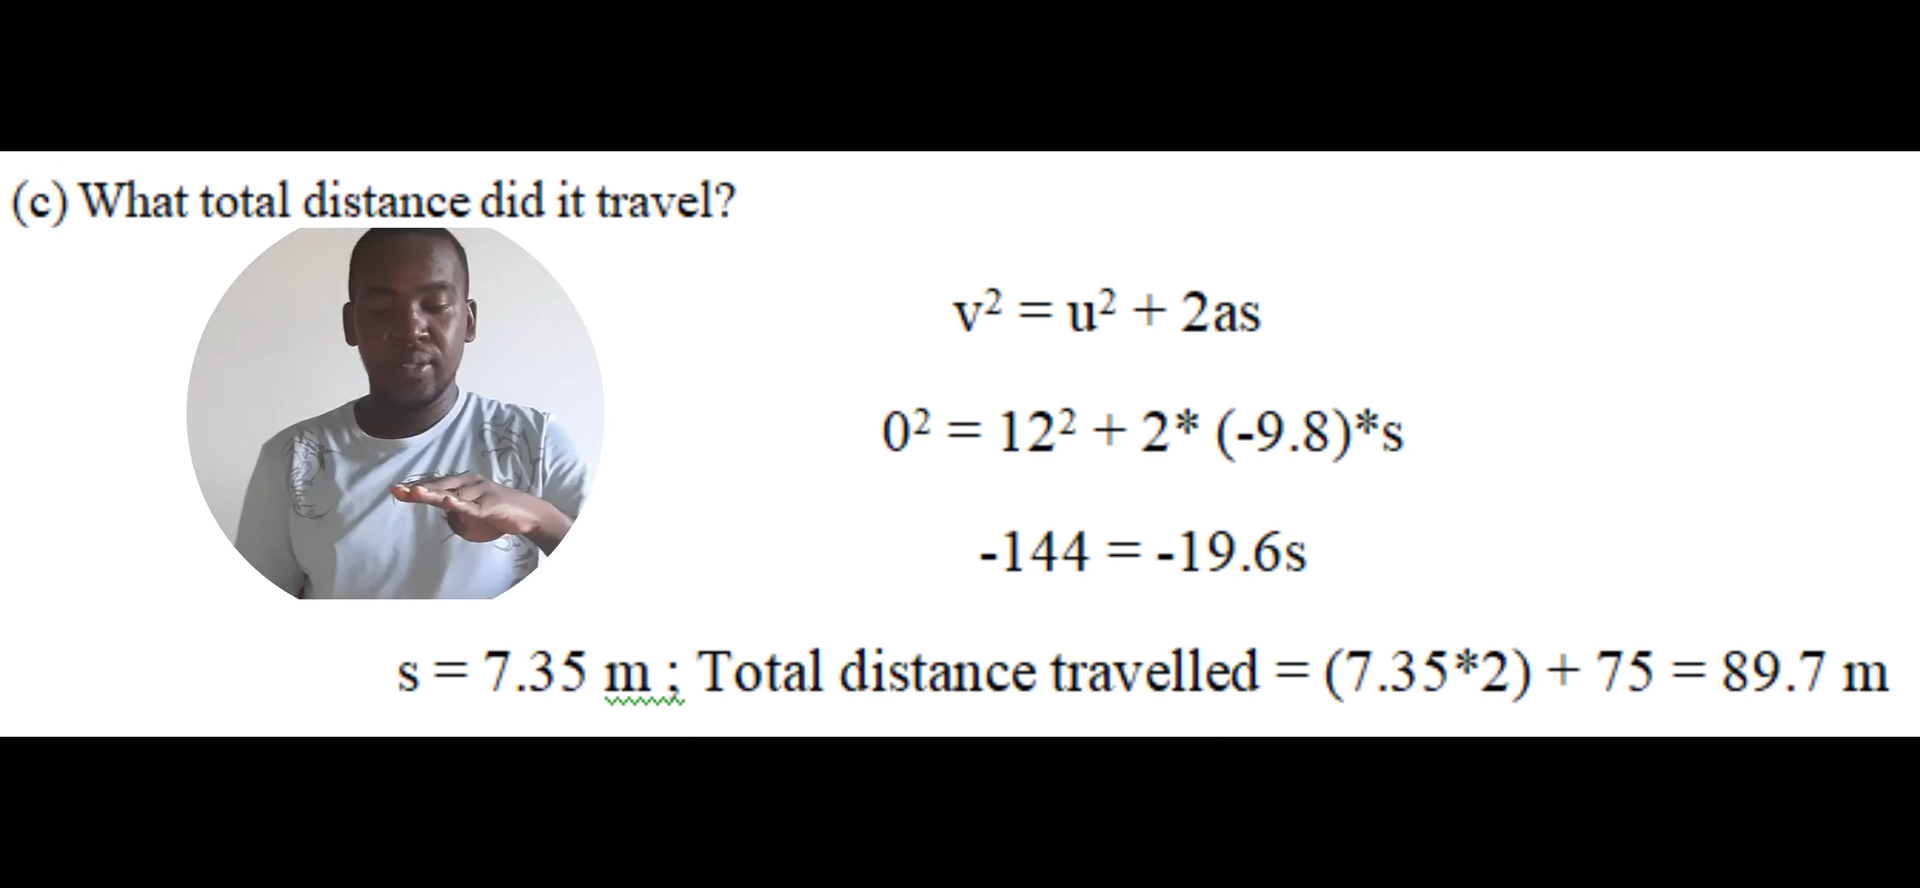 (c) What total distance did it travel?
v² = u² + 2as
0² = 12² + 2* (-9.8)*s
-144 = -19.6s
s = 7.35 m ; Total distance travelled = (7.35*2) + 75 = 89.7 m